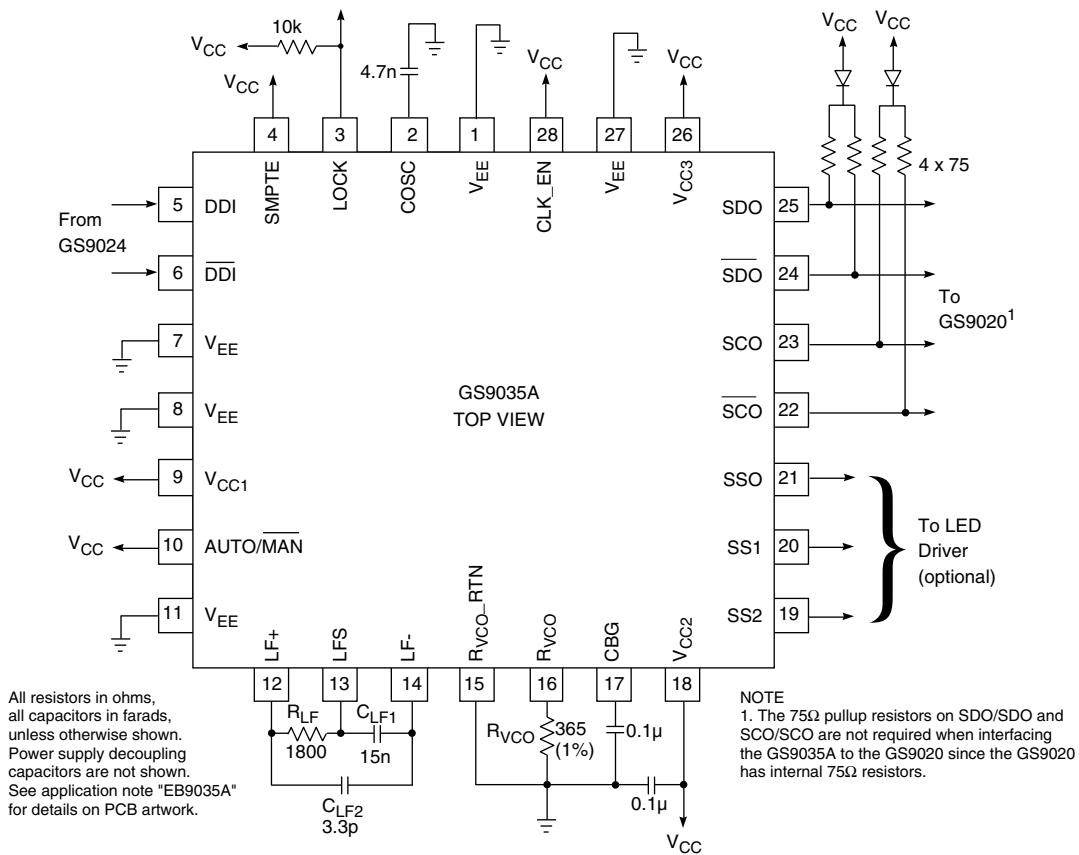 10k
VCC
VCC
4.7n
VCC
VCC
VCC VCC
4 x 75
4 3 2 1 28 27 26
SMPTE LOCK COSC VEE CLK_EN VEE VCC3
From
GS9024
5 DDI
6 DDI
7 VEE
8 VEE
VCC 9 VCC1
VCC 10 AUTO/MAN
11 VEE
GS9035A
TOP VIEW
SDO 25
SDO 24
SCO 23
SCO 22
SSO 21
SS1 20
SS2 19
To
GS9020¹
To LED
Driver
(optional)
LF+ LFS LF- RVCO_RTN RVCO CBG VCC2
12 13 14 15 16 17 18
RLF
1800
CLF1
15n
CLF2
3.3p
RVCO
365
(1%)
0.1µ
0.1µ
VCC
All resistors in ohms,
all capacitors in farads,
unless otherwise shown.
Power supply decoupling
capacitors are not shown.
See application note "EB9035A"
for details on PCB artwork.
NOTE
1. The 75Ω pullup resistors on SDO/SDO and
SCO/SCO are not required when interfacing
the GS9035A to the GS9020 since the GS9020
has internal 75Ω resistors.